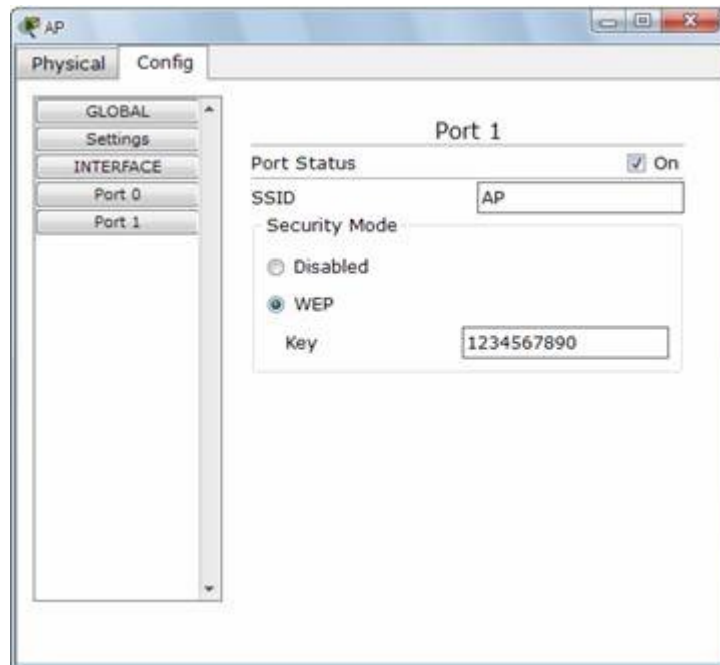 AP
Physical Config
GLOBAL
Settings
INTERFACE
Port 0
Port 1
Port 1
Port Status On
SSID AP
Security Mode
Disabled
WEP
Key 1234567890